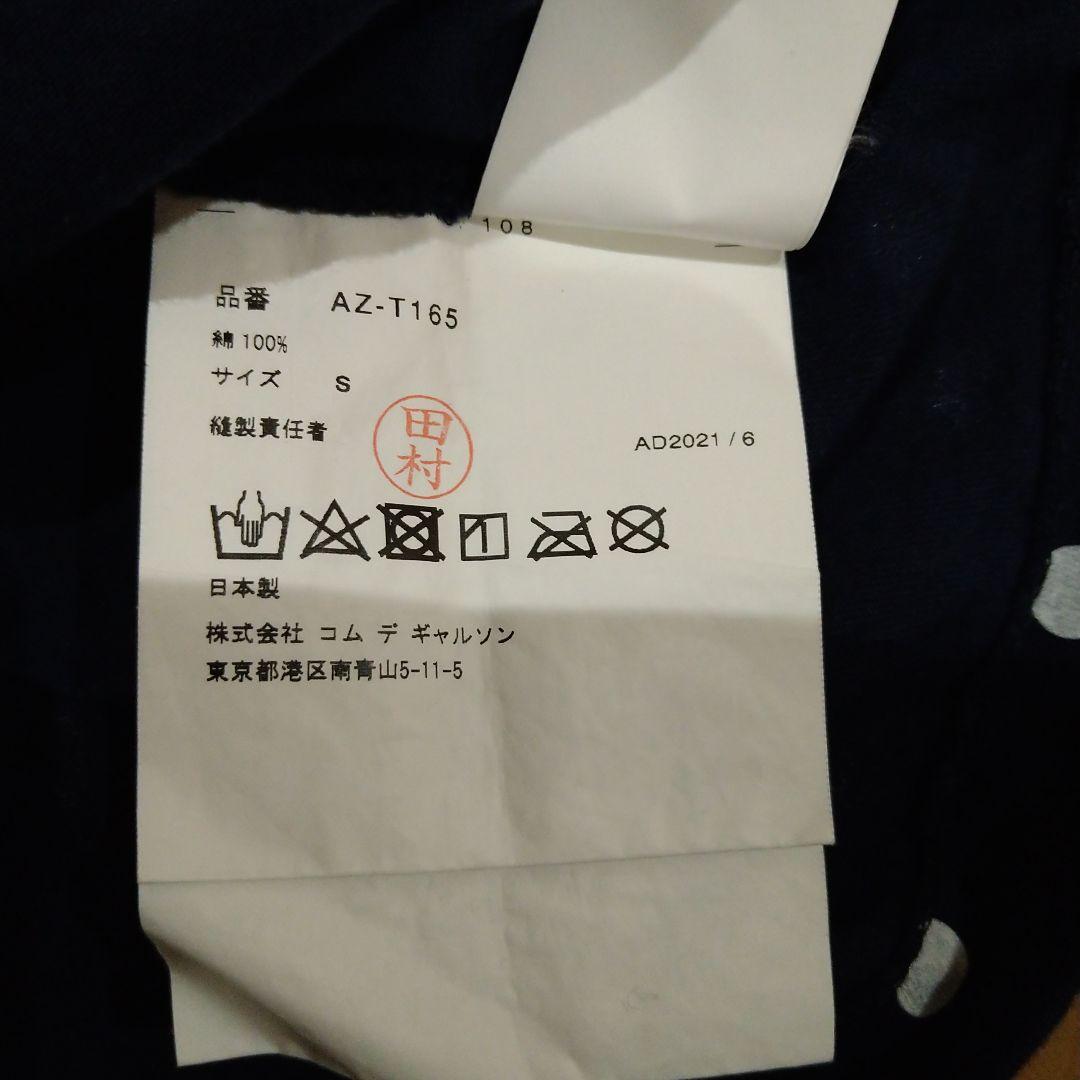 108
品番 AZ-T165
綿 100%
サイズ S
縫製責任者 田村
AD2021 / 6
日本製
株式会社 コム デ ギャルソン
東京都港区南青山5-11-5